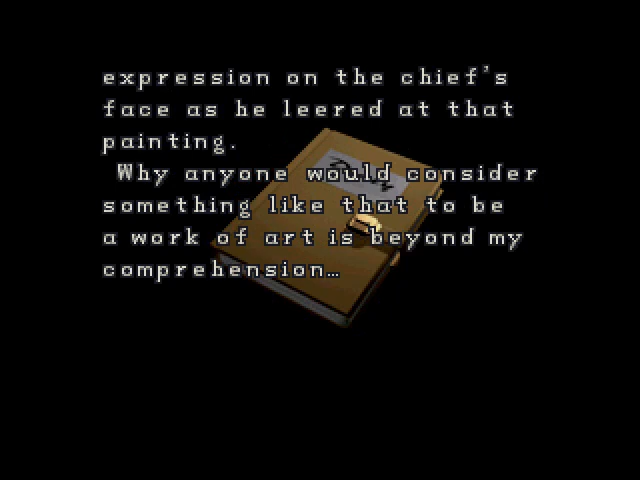 expression on the chief's
face as he leered at that
painting.
Why anyone would consider
something like that to be
a work of art is beyond my
comprehension…
Diary